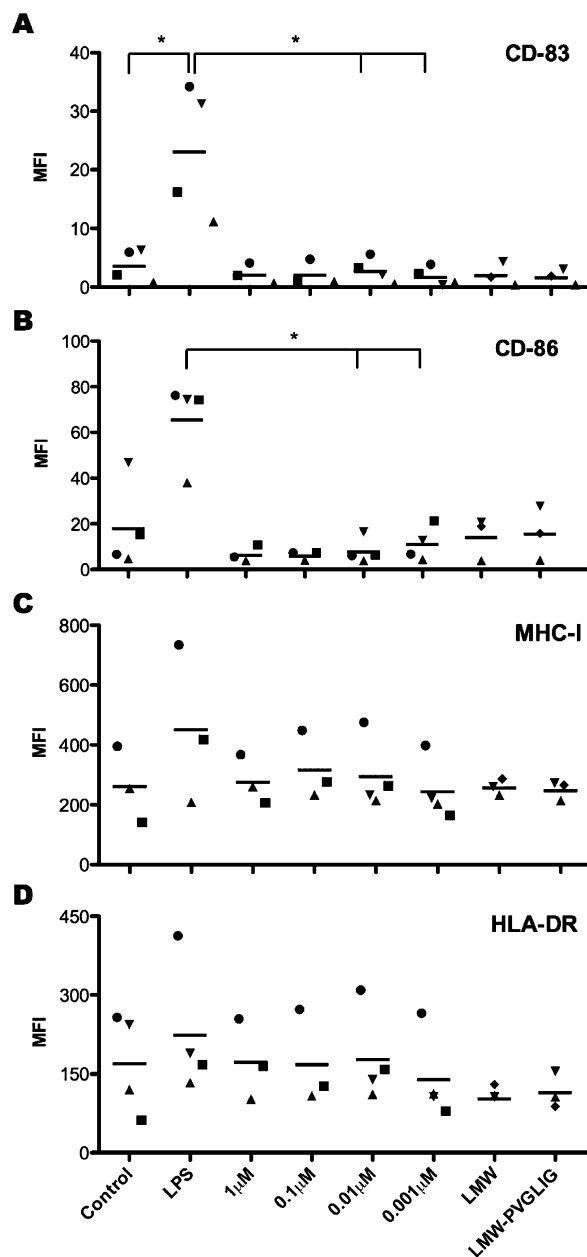 A
* * CD-83
40
30
20
10
0
MFI
B
* CD-86
100
80
60
40
20
0
MFI
C
MHC-I
800
600
400
200
0
MFI
D
HLA-DR
450
300
150
0
MFI
Control LPS 1μM 0.1μM 0.01μM 0.001μM LMW LMW-PVGLIG